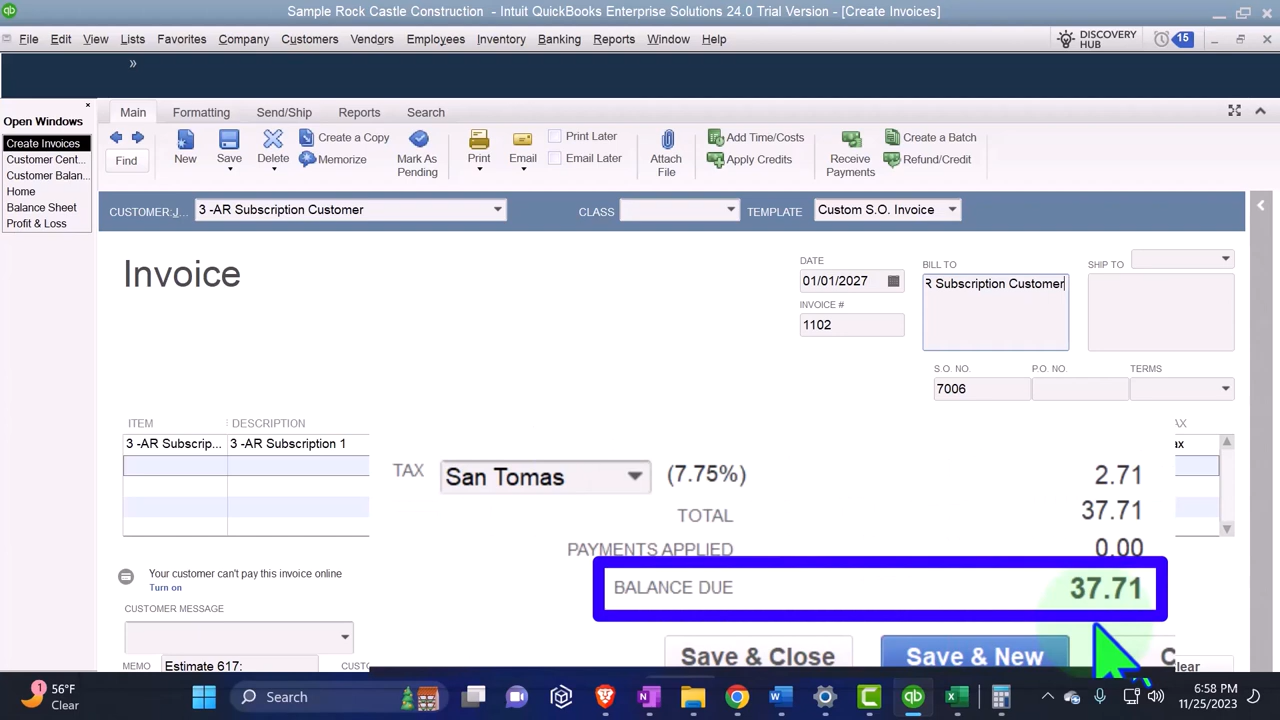 Sample Rock Castle Construction - Intuit QuickBooks Enterprise Solutions 24.0 Trial Version - [Create Invoices]
File Edit View Lists Favorites Company Customers Vendors Employees Inventory Banking Reports Window Help
DISCOVERY HUB 15
»
Open Windows
Create Invoices
Customer Cent...
Customer Balan...
Home
Balance Sheet
Profit & Loss
Main Formatting Send/Ship Reports Search
Find New Save Delete Create a Copy Memorize Mark As Pending Print Email Print Later Email Later Attach File Add Time/Costs Apply Credits Receive Payments Create a Batch Refund/Credit
CUSTOMER:J... 3 -AR Subscription Customer CLASS TEMPLATE Custom S.O. Invoice
Invoice
DATE
01/01/2027
INVOICE #
1102
BILL TO
R Subscription Customer
SHIP TO
S.O. NO. P.O. NO. TERMS
7006
ITEM DESCRIPTION AX
3 -AR Subscrip... 3 -AR Subscription 1 ax
TAX San Tomas (7.75%) 2.71
TOTAL 37.71
PAYMENTS APPLIED 0.00
BALANCE DUE 37.71
Your customer can't pay this invoice online
Turn on
CUSTOMER MESSAGE
MEMO Estimate 617: CUSTC
Save & Close Save & New C Clear
1 56°F
Clear
Search
6:58 PM
11/25/2023